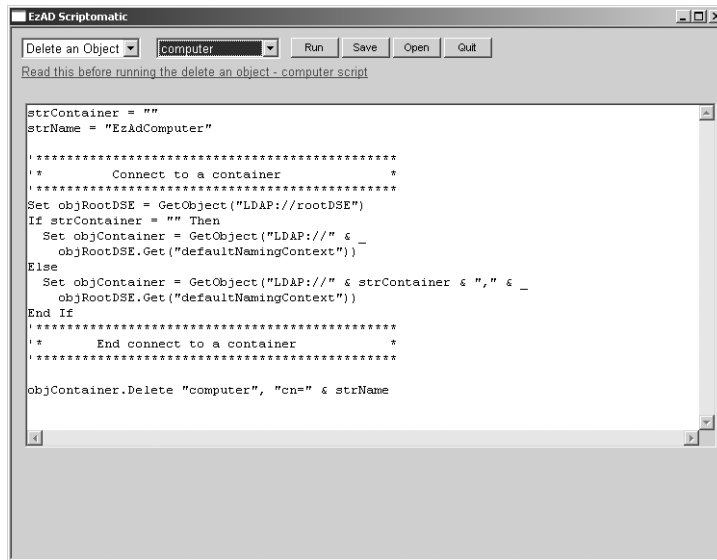 EzAD Scriptomatic
Delete an Object computer Run Save Open Quit
Read this before running the delete an object - computer script
strContainer = ""
strName = "EzAdComputer"
'***********************************************
'*          Connect to a container              *
'***********************************************
Set objRootDSE = GetObject("LDAP://rootDSE")
If strContainer = "" Then
  Set objContainer = GetObject("LDAP://" & _
    objRootDSE.Get("defaultNamingContext"))
Else
  Set objContainer = GetObject("LDAP://" & strContainer & "," & _
    objRootDSE.Get("defaultNamingContext"))
End If
'***********************************************
'*        End connect to a container            *
'***********************************************
objContainer.Delete "computer", "cn=" & strName